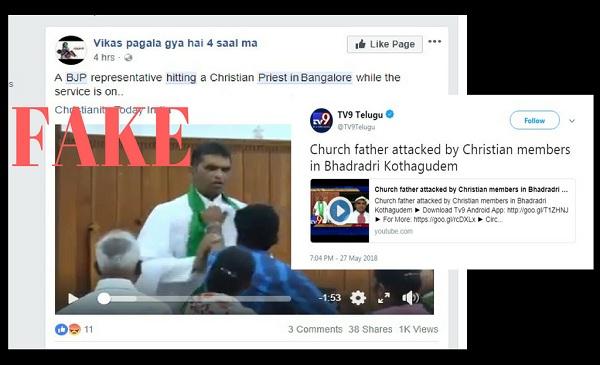 Vikas pagala gya hai 4 saal ma
4 hrs ·
Like Page
A BJP representative hitting a Christian Priest in Bangalore while the
service is on..
Christianity Today India
FAKE
-1:53
11
3 Comments 38 Shares 1K Views
TV9
TV9 Telugu
@TV9Telugu
Follow
Church father attacked by Christian members
in Bhadradri Kothagudem
Church father attacked by Christian members in Bhadradri ...
Church father attacked by Christian members in Bhadradri
Kothagudem ► Download Tv9 Android App: http://goo.gl/T1ZHNJ
► For More: https://goo.gl/rcDXLx ► Circ...
youtube.com
7:04 PM - 27 May 2018